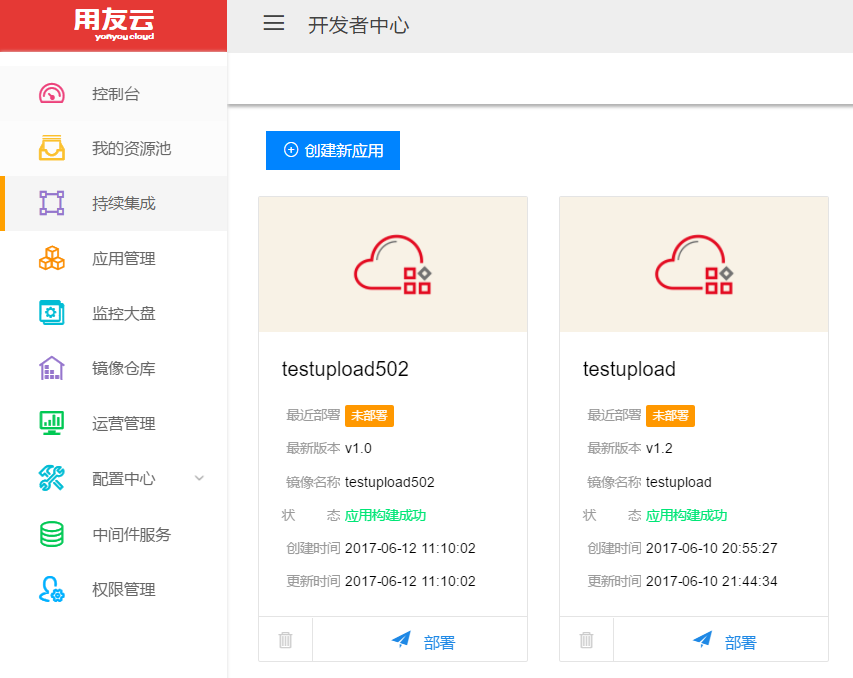 用友云
yonyou cloud
开发者中心
控制台
我的资源池
持续集成
应用管理
监控大盘
镜像仓库
运营管理
配置中心
中间件服务
权限管理
创建新应用
testupload502
最近部署 未部署
最新版本 v1.0
镜像名称 testupload502
状 态 应用构建成功
创建时间 2017-06-12 11:10:02
更新时间 2017-06-12 11:10:02
部署
testupload
最近部署 未部署
最新版本 v1.2
镜像名称 testupload
状 态 应用构建成功
创建时间 2017-06-10 20:55:27
更新时间 2017-06-10 21:44:34
部署